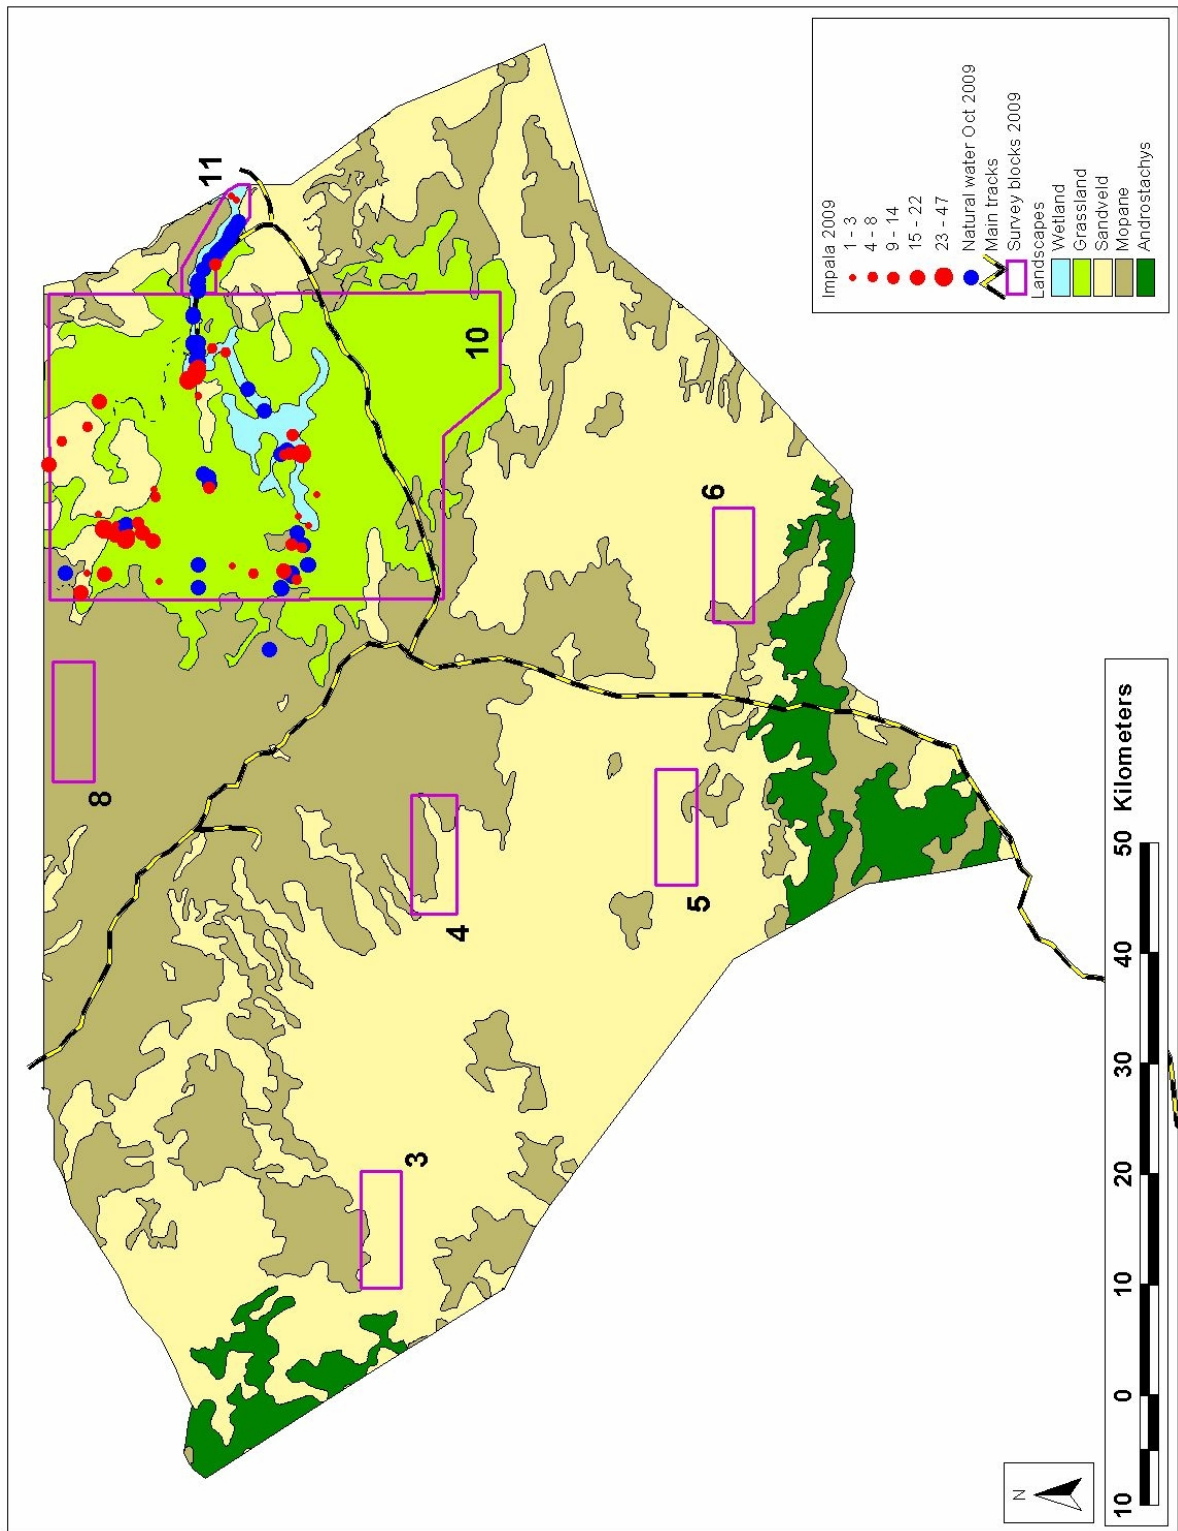 11
10
6
8
4
5
3
Impala 2009
1 - 3
4 - 8
9 - 14
15 - 22
23 - 47
Natural water Oct 2009
Main tracks
Survey blocks 2009
Landscapes
Wetland
Grassland
Sandveld
Mopane
Androstachys
N
10 0 10 20 30 40 50 Kilometers